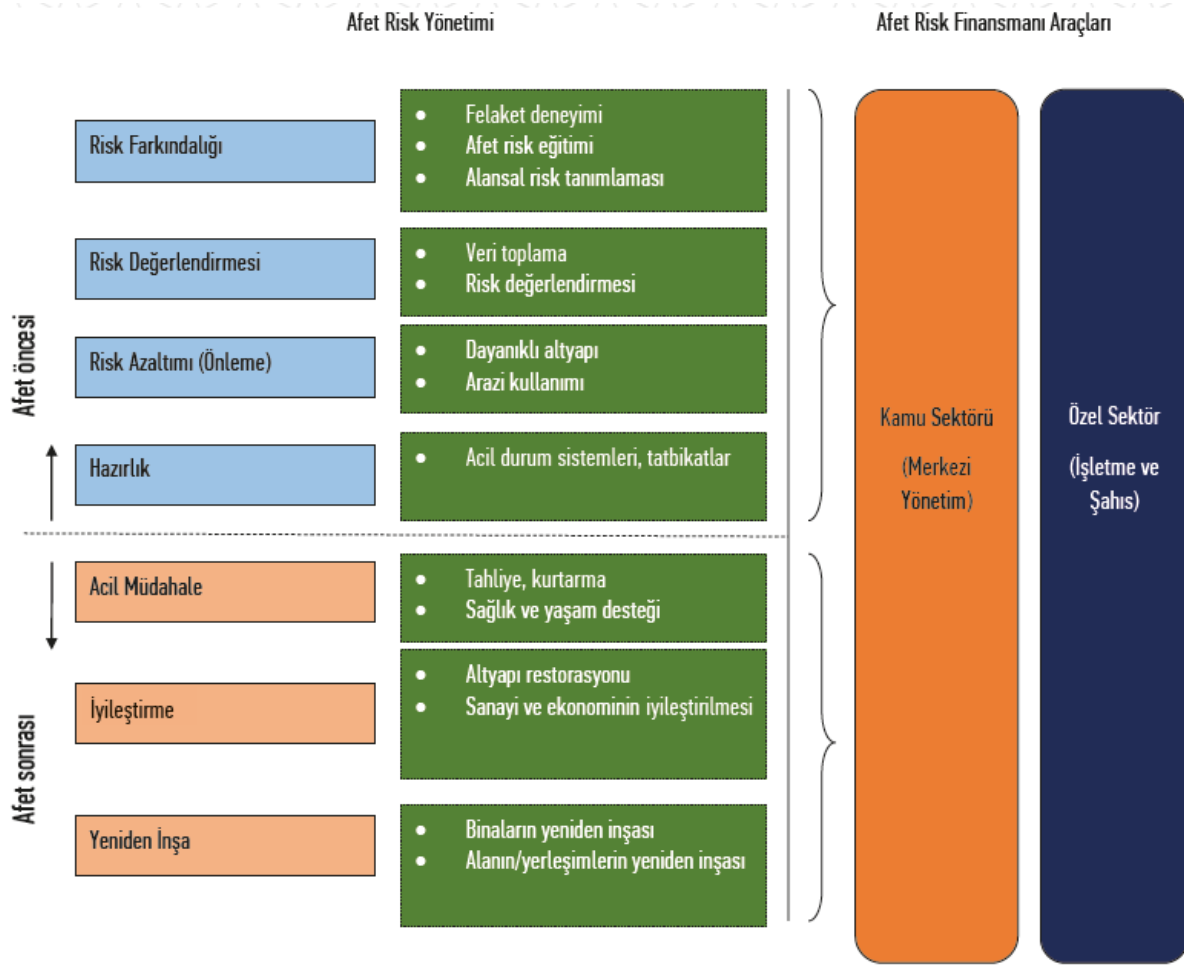 Afet Risk Yönetimi
Afet Risk Finansmanı Araçları
Afet öncesi
Risk Farkındalığı
• Felaket deneyimi
• Afet risk eğitimi
• Alansal risk tanımlaması
Risk Değerlendirmesi
• Veri toplama
• Risk değerlendirmesi
Risk Azaltımı (Önleme)
• Dayanıklı altyapı
• Arazi kullanımı
Hazırlık
• Acil durum sistemleri, tatbikatlar
Afet sonrası
Acil Müdahale
• Tahliye, kurtarma
• Sağlık ve yaşam desteği
İyileştirme
• Altyapı restorasyonu
• Sanayi ve ekonominin iyileştirilmesi
Yeniden İnşa
• Binaların yeniden inşası
• Alanın/yerleşimlerin yeniden inşası
Kamu Sektörü
(Merkezi
Yönetim)
Özel Sektör
(İşletme ve
Şahıs)